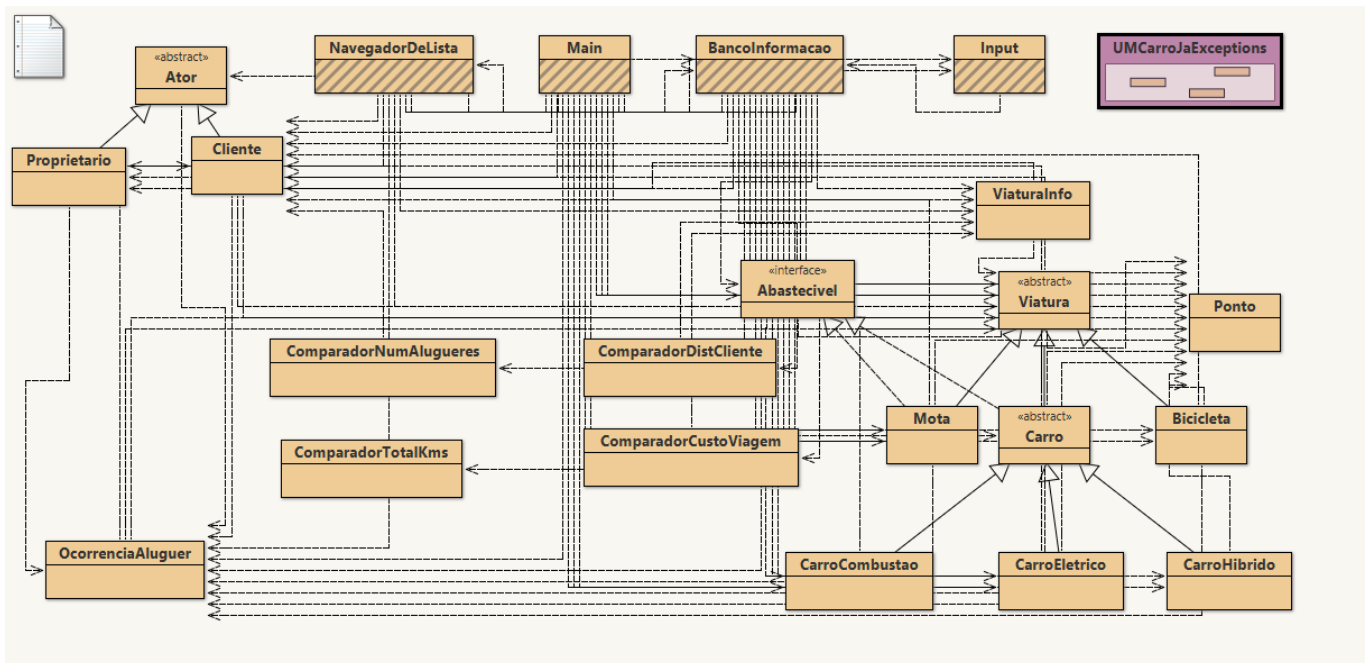 «abstract»
Ator
NavegadorDeLista
Main
BancoInformacao
Input
UMCarroJaExceptions
Proprietario
Cliente
ViaturaInfo
«interface»
Abastecivel
«abstract»
Viatura
Ponto
ComparadorNumAlugueres
ComparadorDistCliente
Mota
«abstract»
Carro
Bicicleta
ComparadorTotalKms
ComparadorCustoViagem
OcorrenciaAluguer
CarroCombustao
CarroEletrico
CarroHibrido